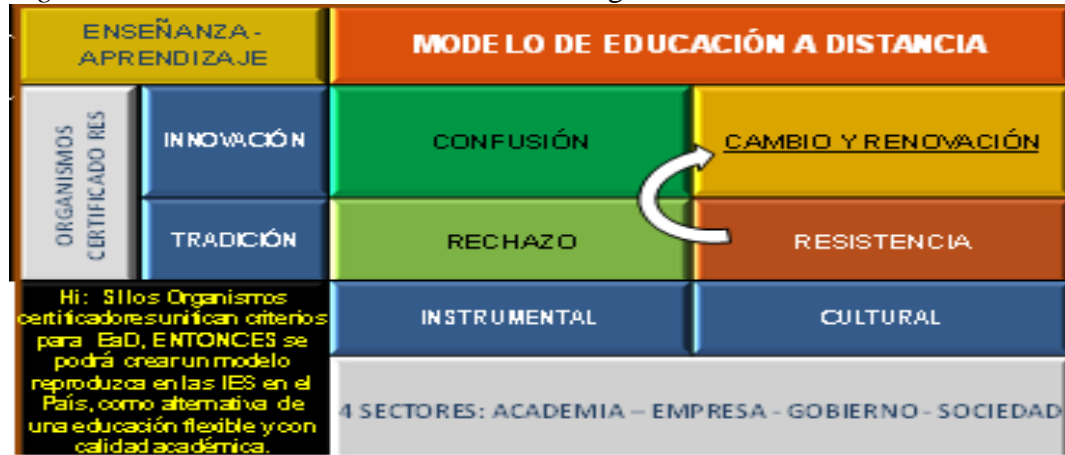 ENSEÑANZA -
APRENDIZAJE
MODELO DE EDUCACIÓN A DISTANCIA
ORGANISMOS
CERTIFICADO RES
INNOVACIÓN
CONFUSIÓN
CAMBIO Y RENOVACIÓN
TRADICIÓN
RECHAZO
RESISTENCIA
Hi: SI los Organismos
certificadores unifican criterios
para EaD, ENTONCES se
podrá crear un modelo
reproduzca en las IES en el
País, como alternativa de
una educación flexible y con
calidad académica.
INSTRUMENTAL
CULTURAL
4 SECTORES: ACADEMIA – EMPRESA - GOBIERNO - SOCIEDAD